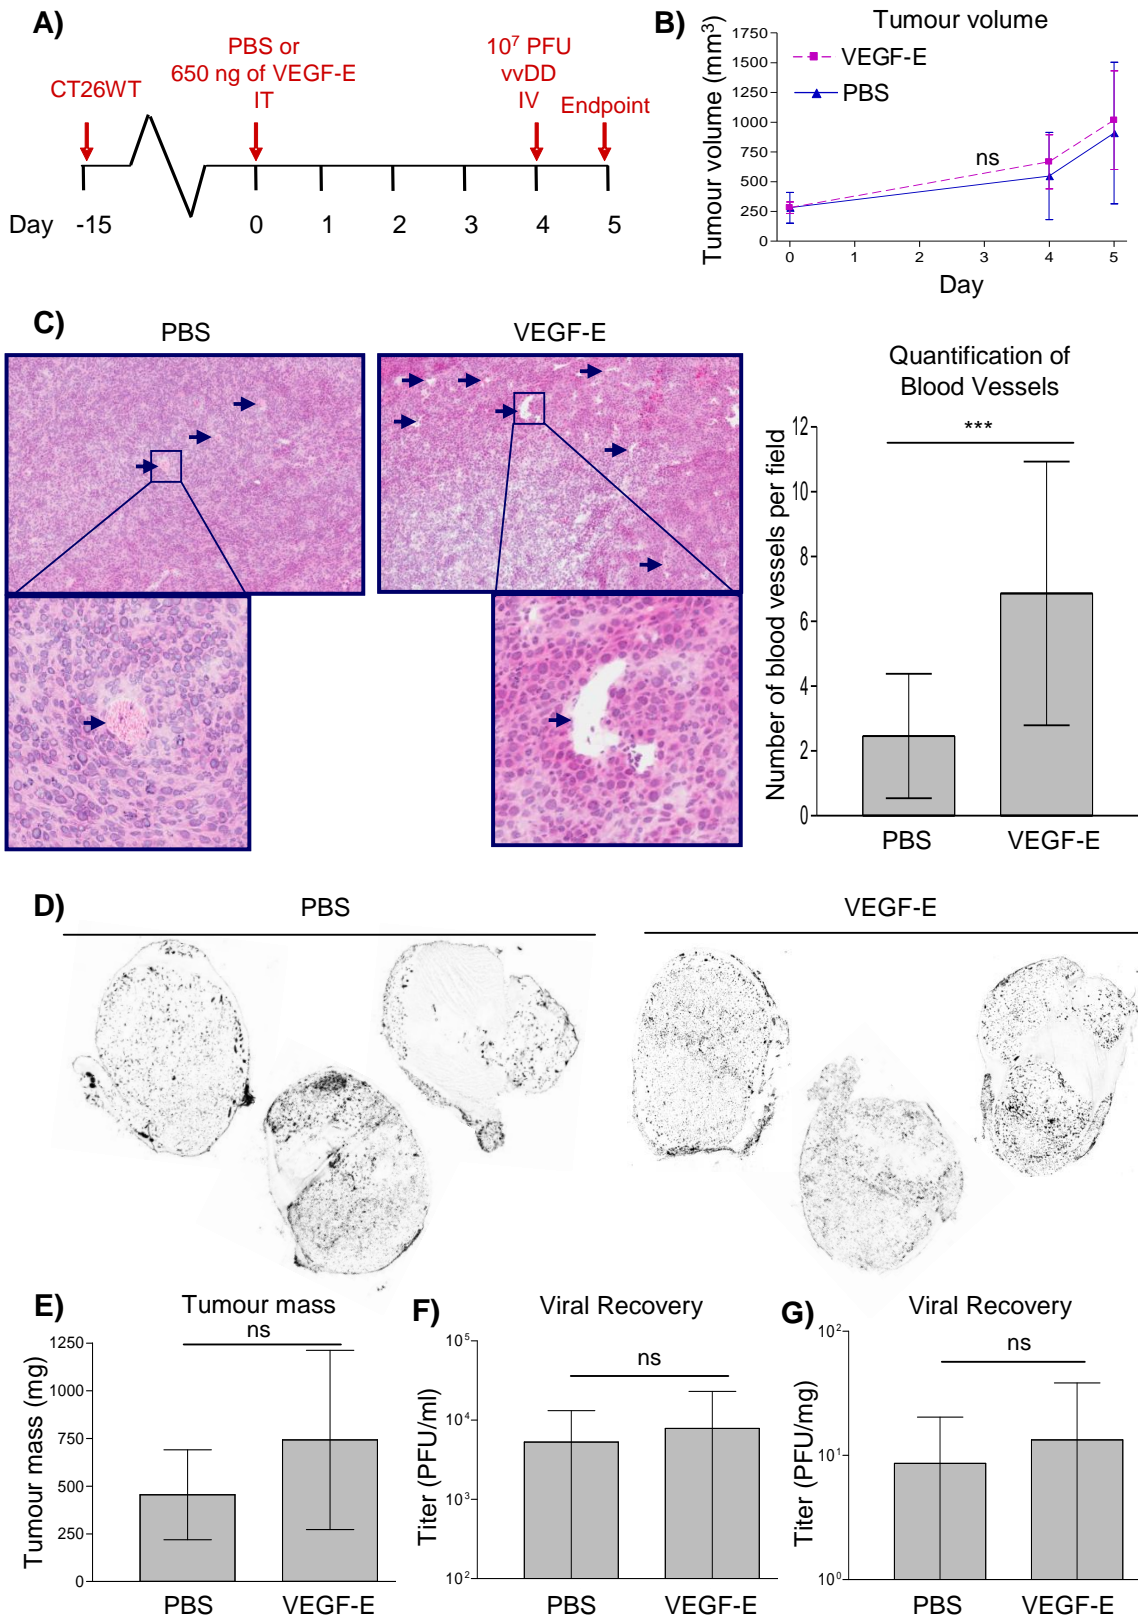 A)
PBS or
650 ng of VEGF-E
IT
10⁷ PFU
vvDD
IV
CT26WT
Endpoint
Day -15 0 1 2 3 4 5
B)
Tumour volume
Tumour volume (mm³)
1750
1500
1250
1000
750
500
250
0
VEGF-E
PBS
ns
0 1 2 3 4 5
Day
C)
PBS
VEGF-E
Quantification of
Blood Vessels
***
Number of blood vessels per field
12
10
8
6
4
2
0
PBS VEGF-E
D)
PBS
VEGF-E
E)
Tumour mass
ns
Tumour mass (mg)
1250
1000
750
500
250
0
PBS VEGF-E
F)
Viral Recovery
ns
Titer (PFU/ml)
10⁵
10⁴
10³
10²
PBS VEGF-E
G)
Viral Recovery
ns
Titer (PFU/mg)
10²
10¹
10⁰
PBS VEGF-E